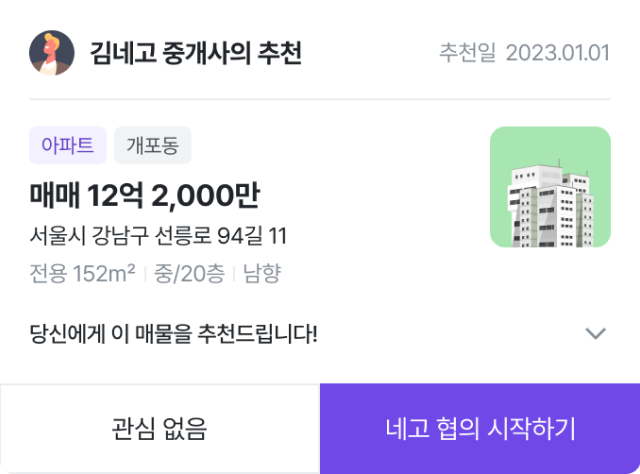 김네고 중개사의 추천 추천일 2023.01.01
아파트 개포동
매매 12억 2,000만
서울시 강남구 선릉로 94길 11
전용 152m² | 중/20층 | 남향
당신에게 이 매물을 추천드립니다!
관심 없음 네고 협의 시작하기